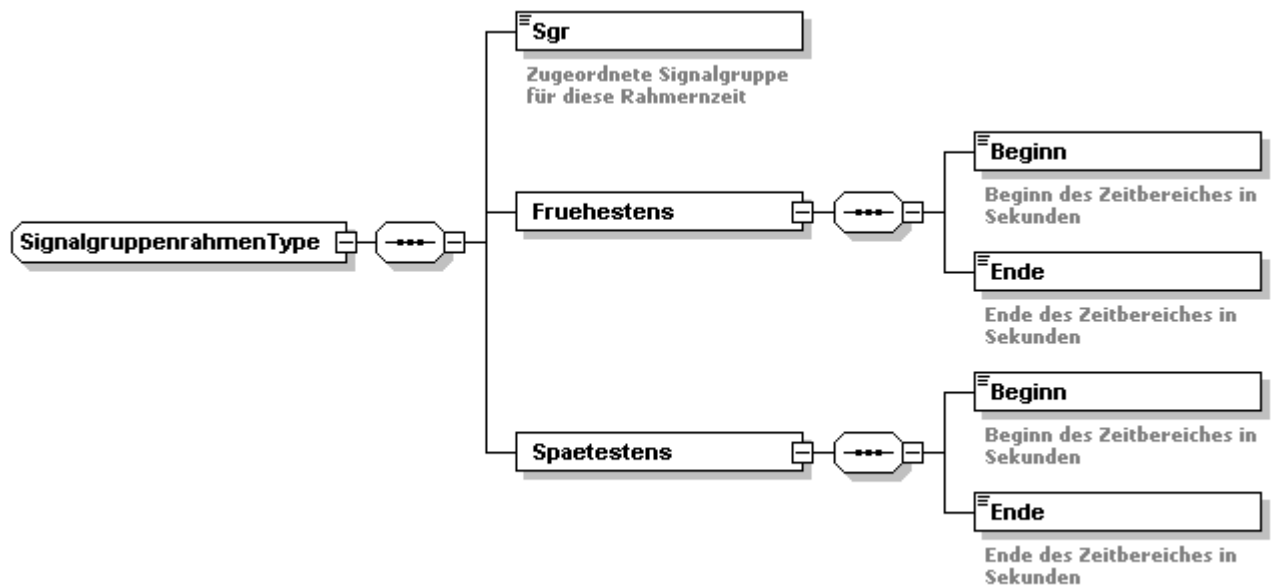 Sgr
Zugeordnete Signalgruppe
für diese Rahmernzeit
Beginn
Beginn des Zeitbereiches in
Sekunden
Fruehestens
SignalgruppenrahmenType
Ende
Ende des Zeitbereiches in
Sekunden
Beginn
Beginn des Zeitbereiches in
Sekunden
Spaetestens
Ende
Ende des Zeitbereiches in
Sekunden